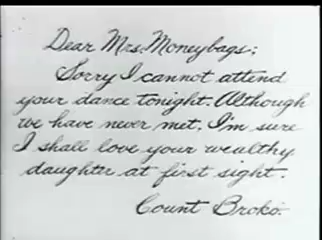 Dear Mrs. Moneybags:
Sorry I cannot attend
your dance tonight. Although
we have never met, I'm sure
I shall love your wealthy
daughter at first sight.
Count Broko.